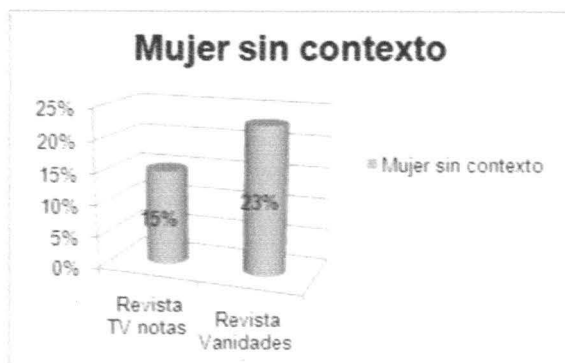 Mujer sin contexto
25%
20%
15%
10%
5%
0%
15%
23%
Revista
TV notas
Revista
Vanidades
Mujer sin contexto